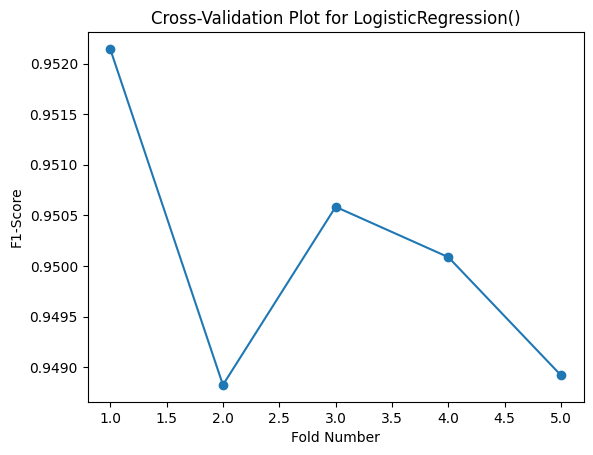 Cross-Validation Plot for LogisticRegression()
F1-Score
0.9520
0.9515
0.9510
0.9505
0.9500
0.9495
0.9490
1.0 1.5 2.0 2.5 3.0 3.5 4.0 4.5 5.0
Fold Number